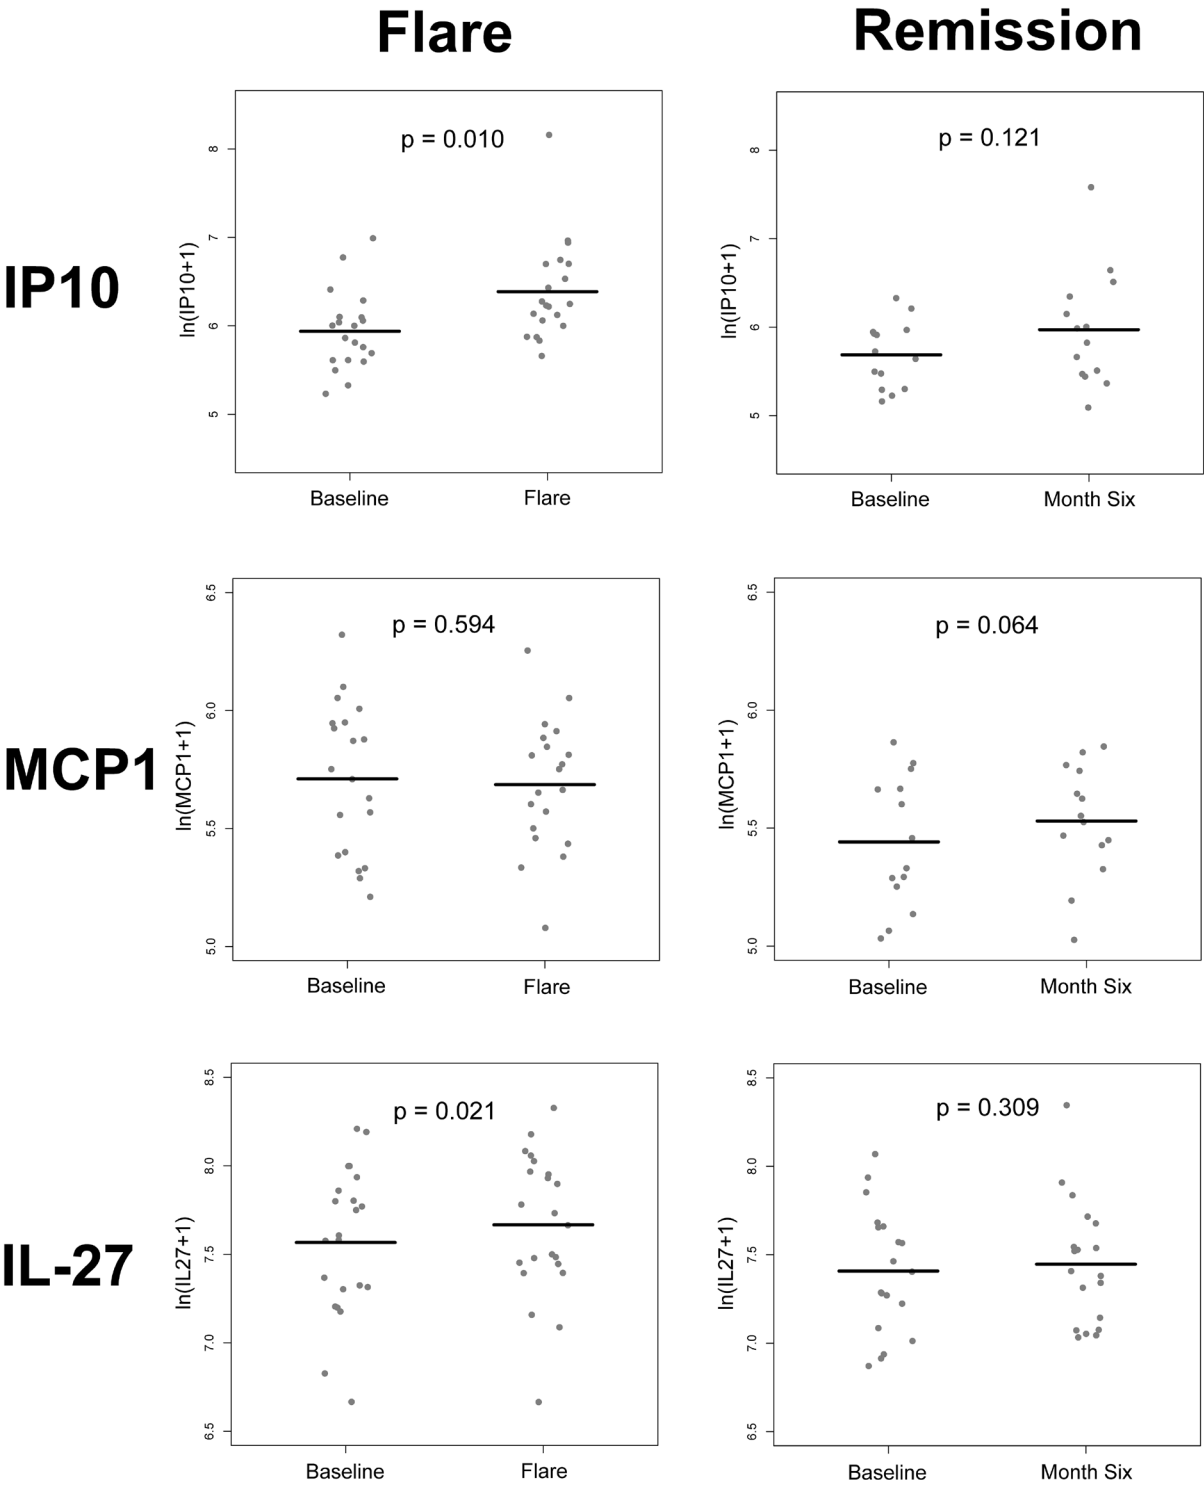 Flare
Remission
IP10
ln(IP10+1)
8
7
6
5
p = 0.010
Baseline
Flare
ln(IP10+1)
8
7
6
5
p = 0.121
Baseline
Month Six
MCP1
ln(MCP1+1)
6.5
6.0
5.5
5.0
p = 0.594
Baseline
Flare
ln(MCP1+1)
6.5
6.0
5.5
5.0
p = 0.064
Baseline
Month Six
IL-27
ln(IL27+1)
8.5
8.0
7.5
7.0
6.5
p = 0.021
Baseline
Flare
ln(IL27+1)
8.5
8.0
7.5
7.0
6.5
p = 0.309
Baseline
Month Six